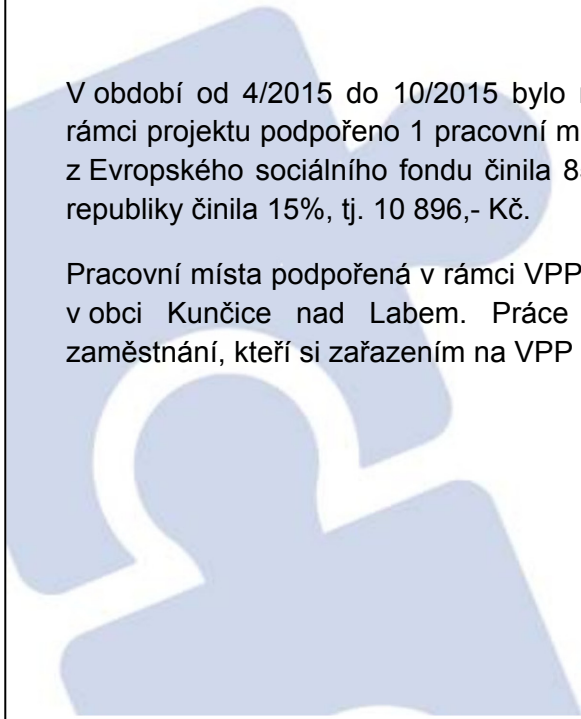 V období od 4/2015 do 10/2015 bylo
rámci projektu podpořeno 1 pracovní
z Evropského sociálního fondu činila
republiky činila 15%, tj. 10 896,- Kč.
Pracovní místa podpořená v rámci VPP
v obci Kunčice nad Labem. Práce
zaměstnání, kteří si zařazením na VPP